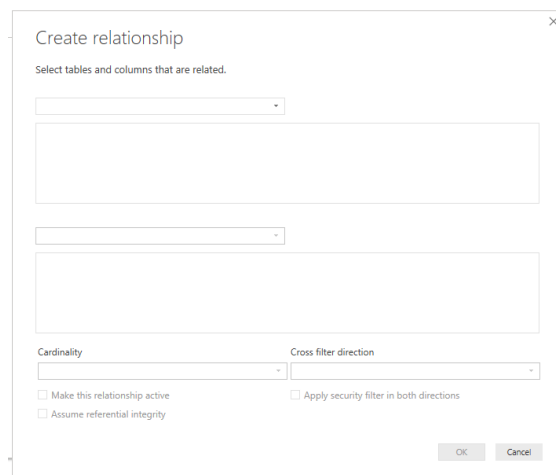 Create relationship
Select tables and columns that are related.
Cardinality
Cross filter direction
Make this relationship active
Apply security filter in both directions
Assume referential integrity
OK
Cancel